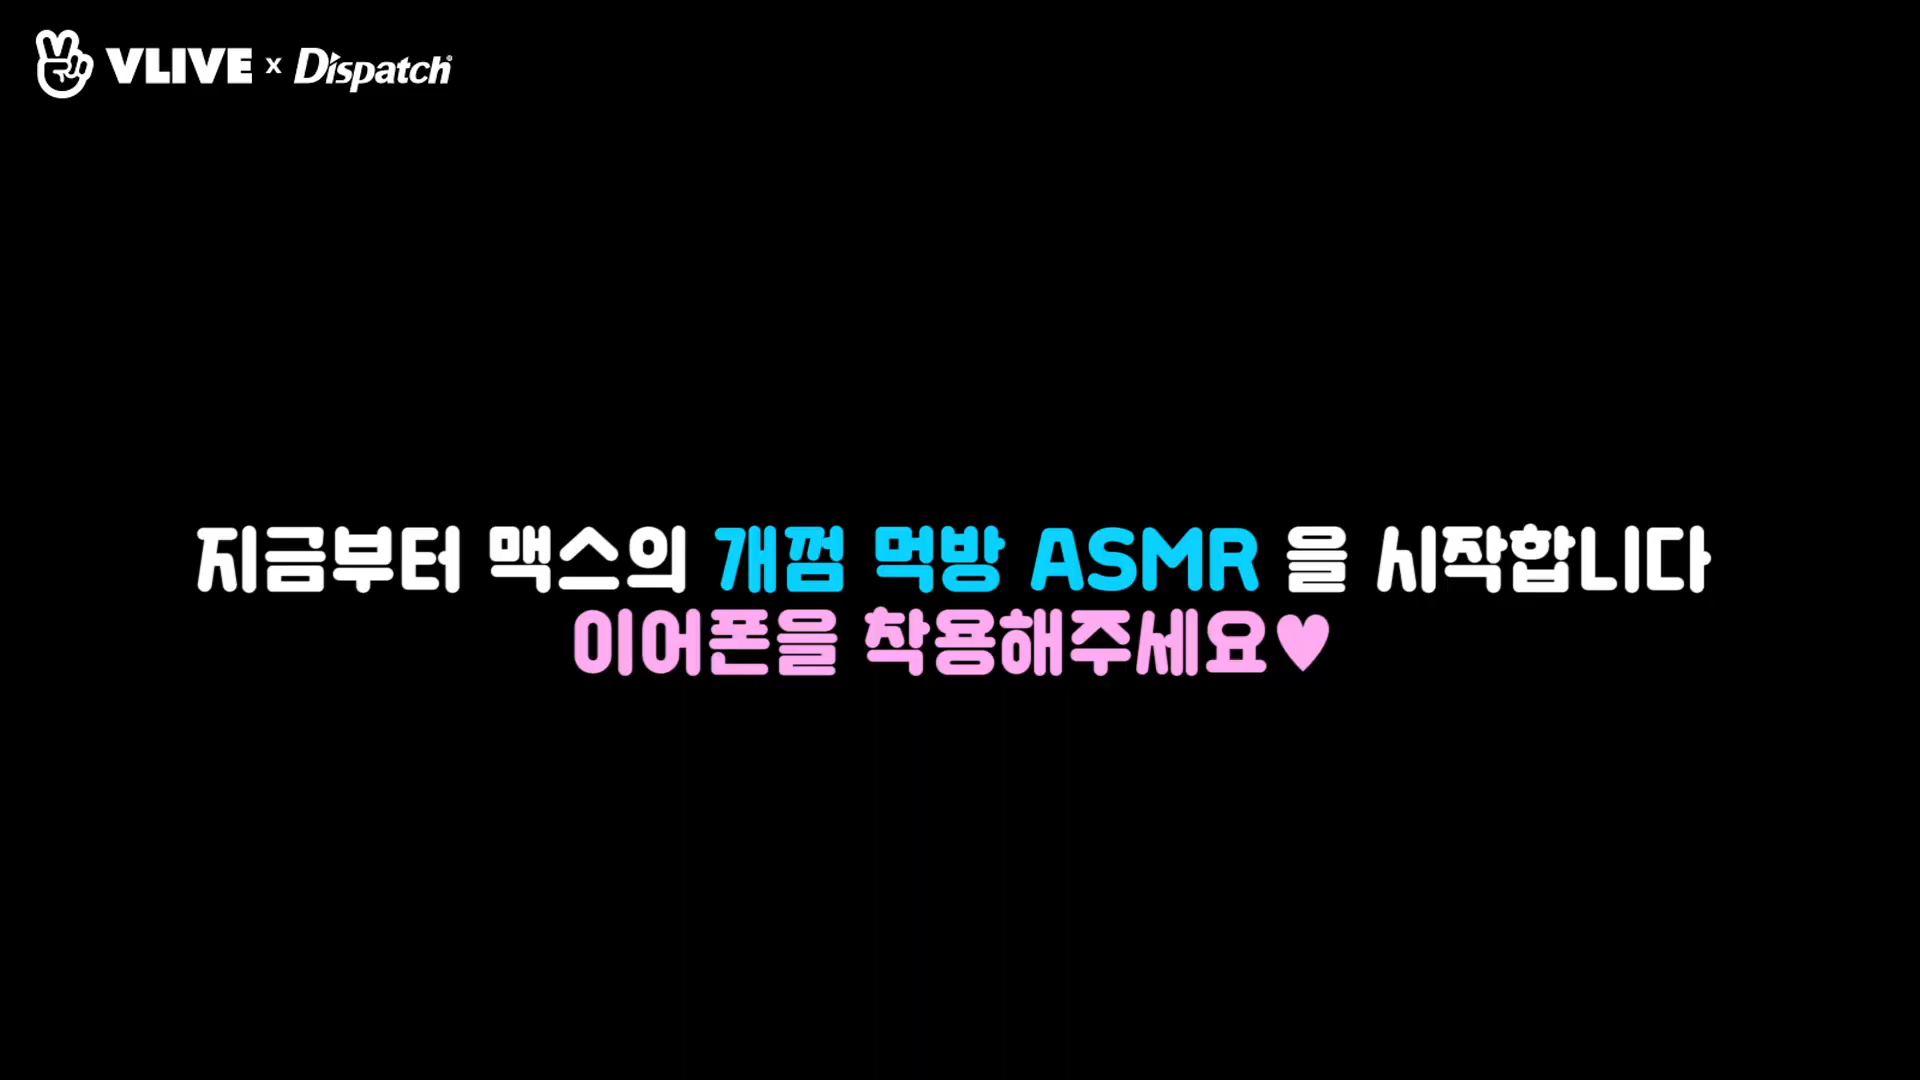 VLIVE x Dispatch
지금부터 맥스의 개껌 먹방 ASMR 을 시작합니다
이어폰을 착용해주세요♥